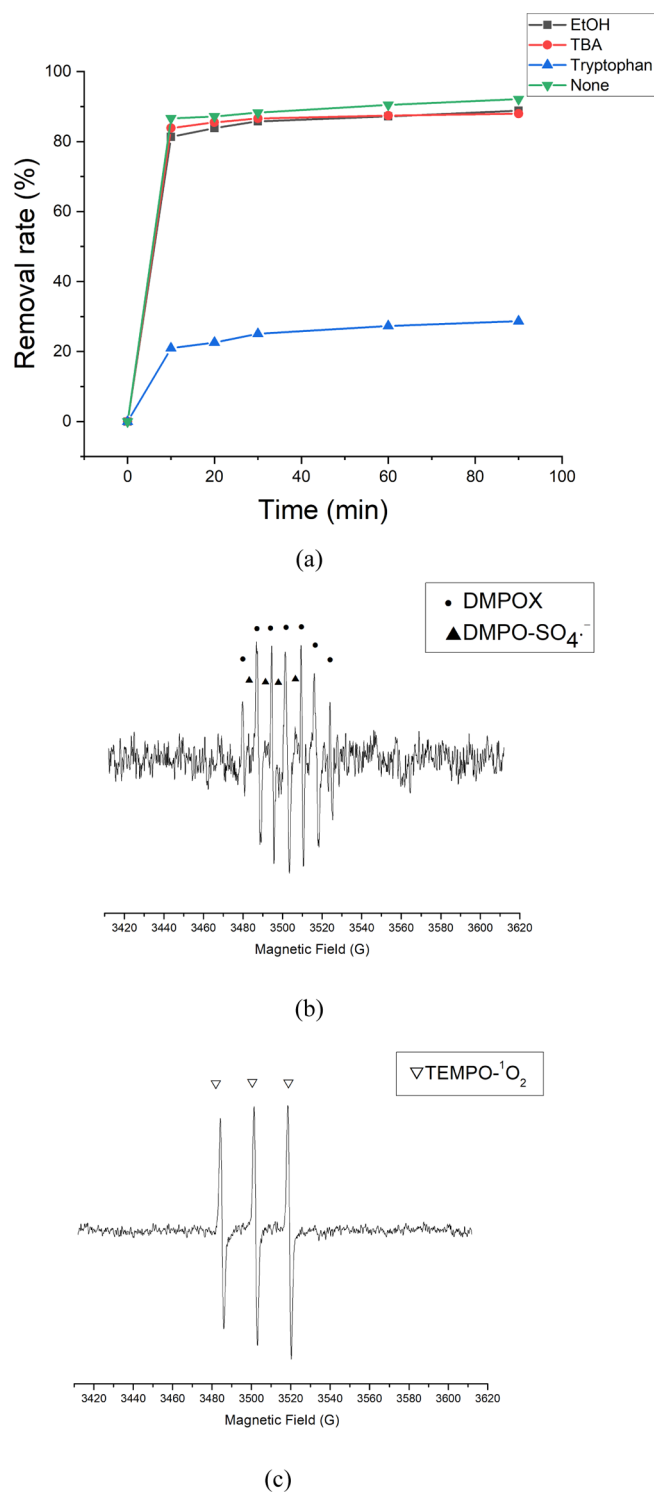 EtOH
TBA
Tryptophan
None
100
80
60
40
20
0
Removal rate (%)
0 20 40 60 80 100
Time (min)
(a)
• DMPOX
▲DMPO-SO₄·⁻
3420 3440 3460 3480 3500 3520 3540 3560 3580 3600 3620
Magnetic Field (G)
(b)
▽TEMPO-¹O₂
3420 3440 3460 3480 3500 3520 3540 3560 3580 3600 3620
Magnetic Field (G)
(c)